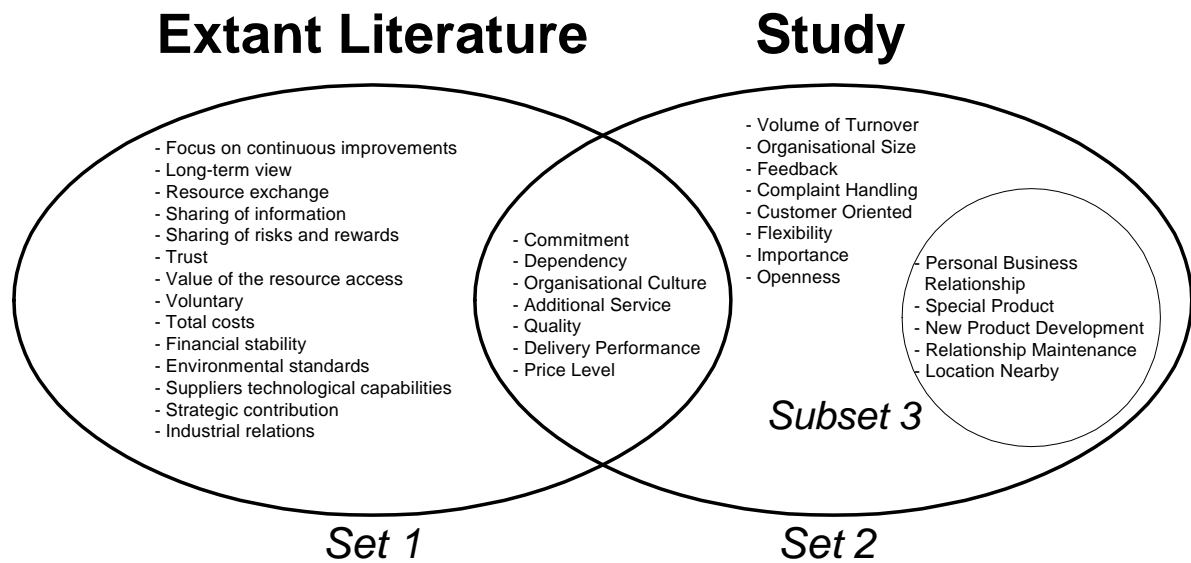 Extant Literature
Study
- Focus on continuous improvements
- Long-term view
- Resource exchange
- Sharing of information
- Sharing of risks and rewards
- Trust
- Value of the resource access
- Voluntary
- Total costs
- Financial stability
- Environmental standards
- Suppliers technological capabilities
- Strategic contribution
- Industrial relations
- Commitment
- Dependency
- Organisational Culture
- Additional Service
- Quality
- Delivery Performance
- Price Level
- Volume of Turnover
- Organisational Size
- Feedback
- Complaint Handling
- Customer Oriented
- Flexibility
- Importance
- Openness
- Personal Business
Relationship
- Special Product
- New Product Development
- Relationship Maintenance
- Location Nearby
Subset 3
Set 1
Set 2